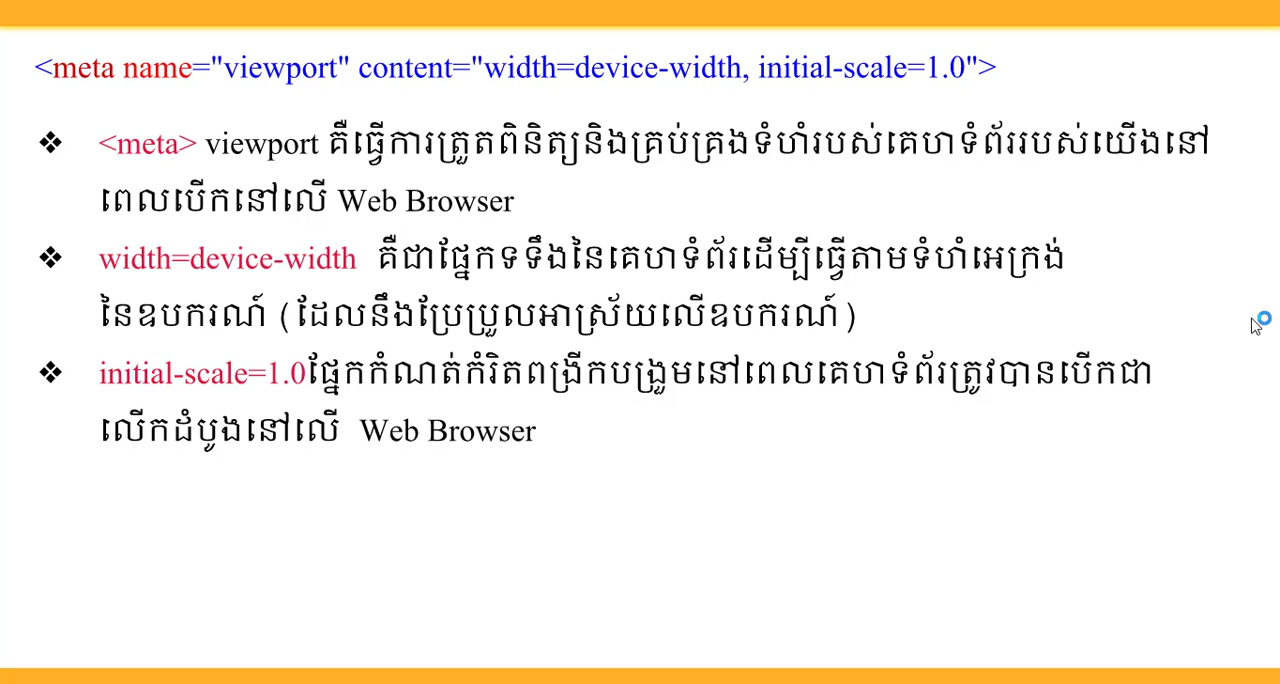 <meta name="viewport" content="width=device-width, initial-scale=1.0">
❖ <meta> viewport គឺធ្វើការត្រួតពិនិត្យនិងគ្រប់គ្រងទំហំរបស់គេហទំព័ររបស់យើងនៅ
ពេលបើកនៅលើ Web Browser
❖ width=device-width គឺជាផ្នែកទទឹងនៃគេហទំព័រដើម្បីធ្វើតាមទំហំអេក្រង់
នៃឧបករណ៍ (ដែលនឹងប្រែប្រួលអាស្រ័យលើឧបករណ៍)
❖ initial-scale=1.0ផ្នែកកំណត់កំរិតពង្រីកបង្រួមនៅពេលគេហទំព័រត្រូវបានបើកជា
លើកដំបូងនៅលើ Web Browser